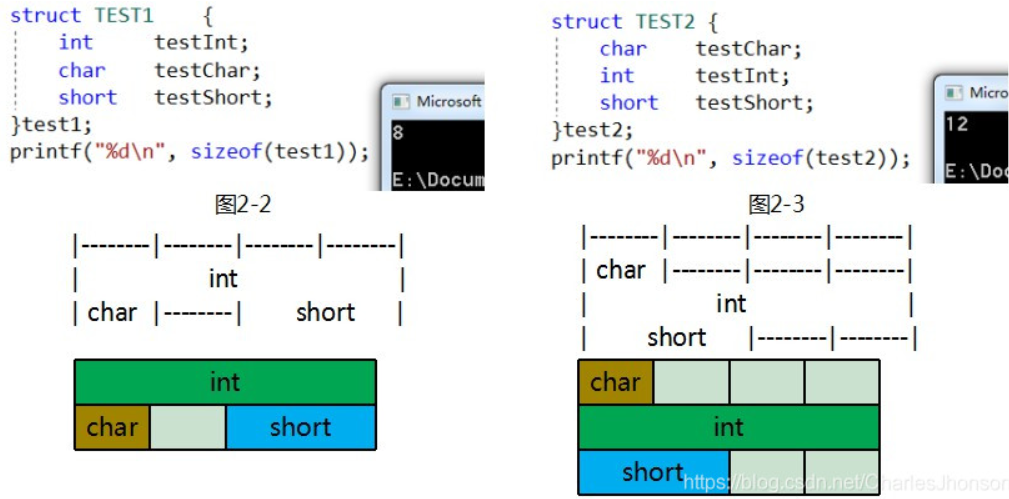 struct TEST1    {
    int     testInt;
    char    testChar;
    short   testShort;
}test1;
printf("%d\n", sizeof(test1));
Microsoft
8
E:\Docum
图2-2
|--------|--------|--------|--------|
|                int                |
| char |--------|      short     |
int
char
short
struct TEST2 {
    char    testChar;
    int     testInt;
    short   testShort;
}test2;
printf("%d\n", sizeof(test2));
Micro
12
E:\Doc
图2-3
|--------|--------|--------|--------|
| char |--------|--------|--------|
|                int                |
|      short      |--------|--------|
char
int
short
https://blog.csdn.net/CharlesJhonson